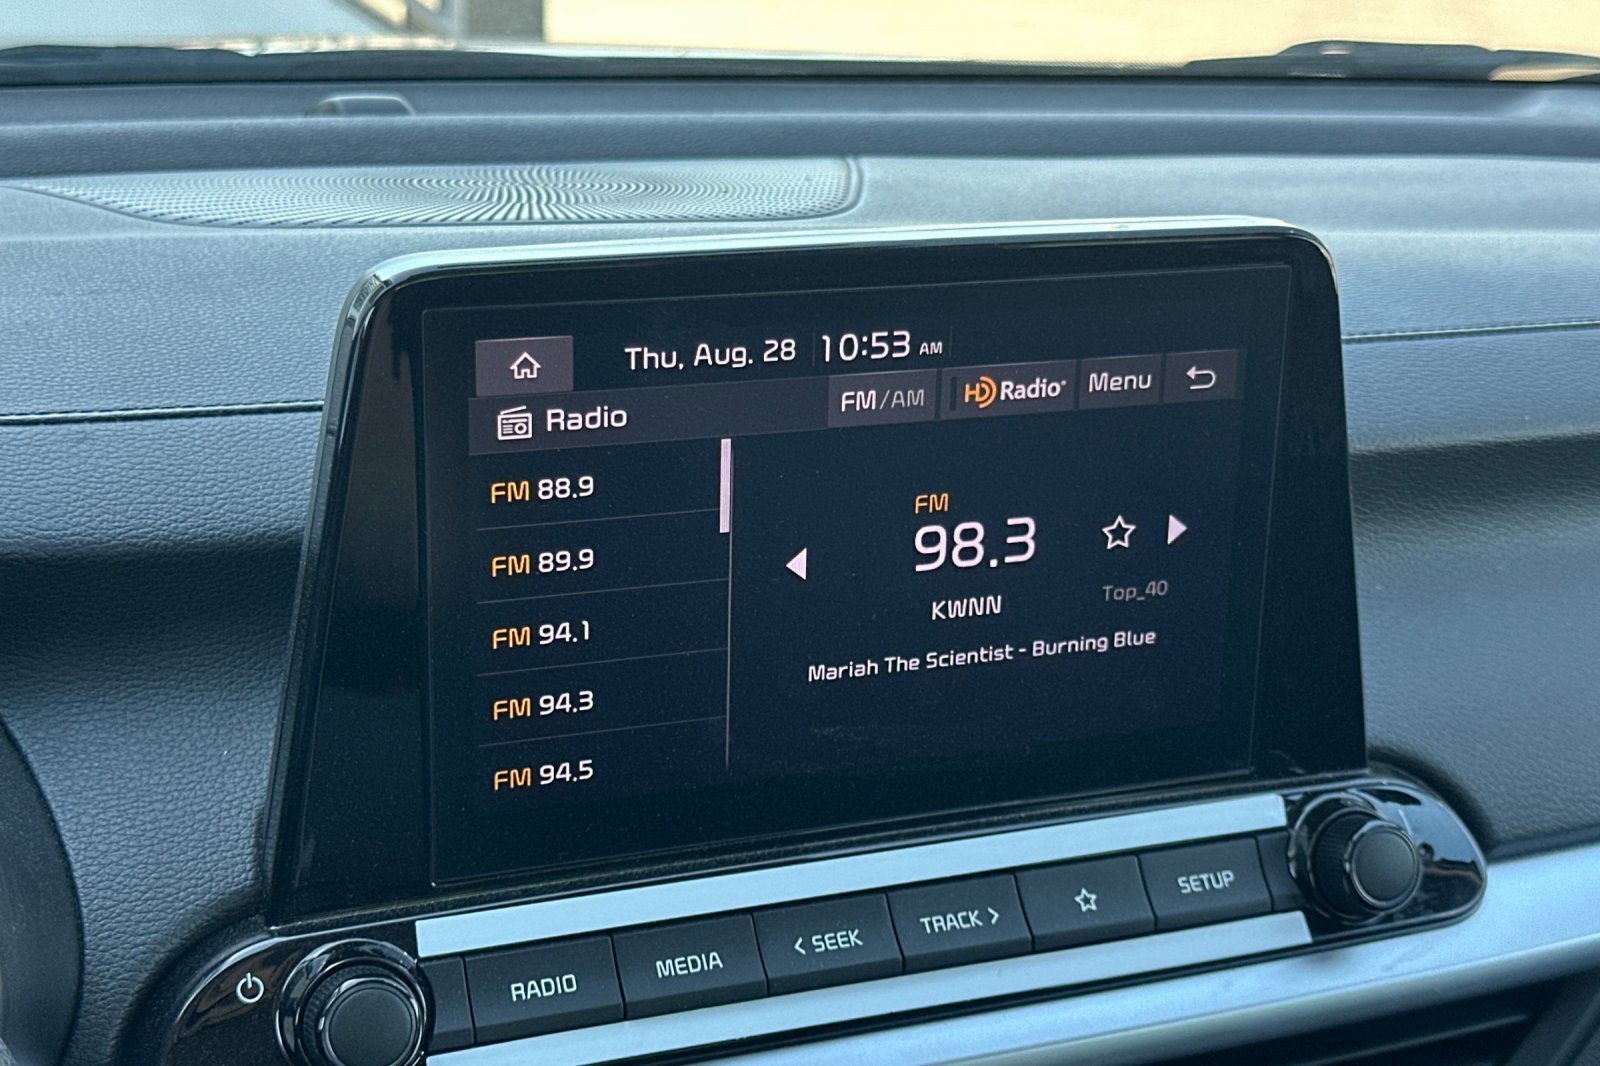 Thu, Aug. 28 10:53 AM
Radio FM/AM HD Radio Menu
FM 88.9
FM 89.9
FM 94.1
FM 94.3
FM 94.5
FM
98.3
KWNN Top_40
Mariah The Scientist - Burning Blue
RADIO MEDIA < SEEK TRACK > SETUP